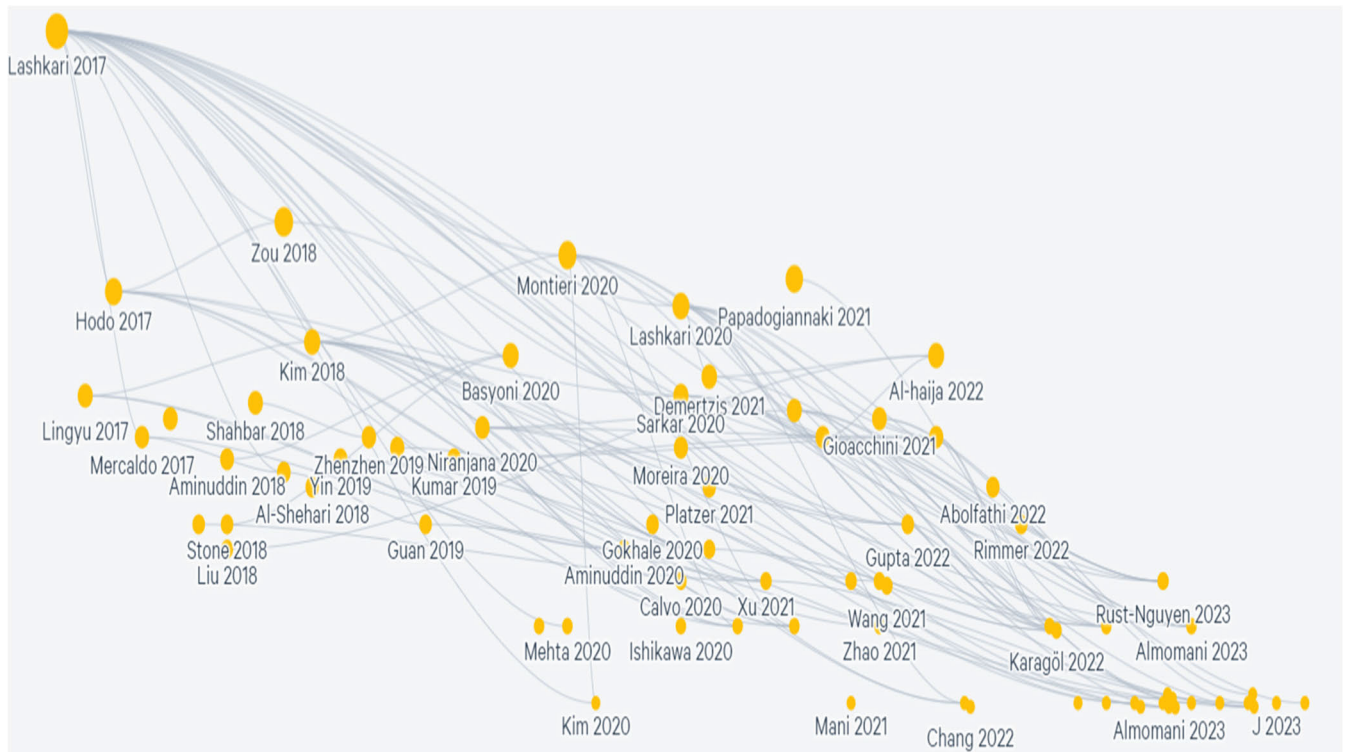 Lashkari 2017
Zou 2018
Montieri 2020
Hodo 2017
Papadogiannaki 2021
Lashkari 2020
Kim 2018
Basyoni 2020
Al-haija 2022
Demertzis 2021
Sarkar 2020
Lingyu 2017
Shahbar 2018
Gioacchini 2021
Mercaldo 2017
Zhenzhen 2019
Niranjana 2020
Moreira 2020
Aminuddin 2018
Yin 2019
Kumar 2019
Al-Shehari 2018
Platzer 2021
Abolfathi 2022
Stone 2018
Guan 2019
Gokhale 2020
Gupta 2022
Rimmer 2022
Liu 2018
Aminuddin 2020
Calvo 2020
Xu 2021
Wang 2021
Rust-Nguyen 2023
Mehta 2020
Ishikawa 2020
Zhao 2021
Karagöl 2022
Almomani 2023
Kim 2020
Mani 2021
Chang 2022
Almomani 2023
J 2023